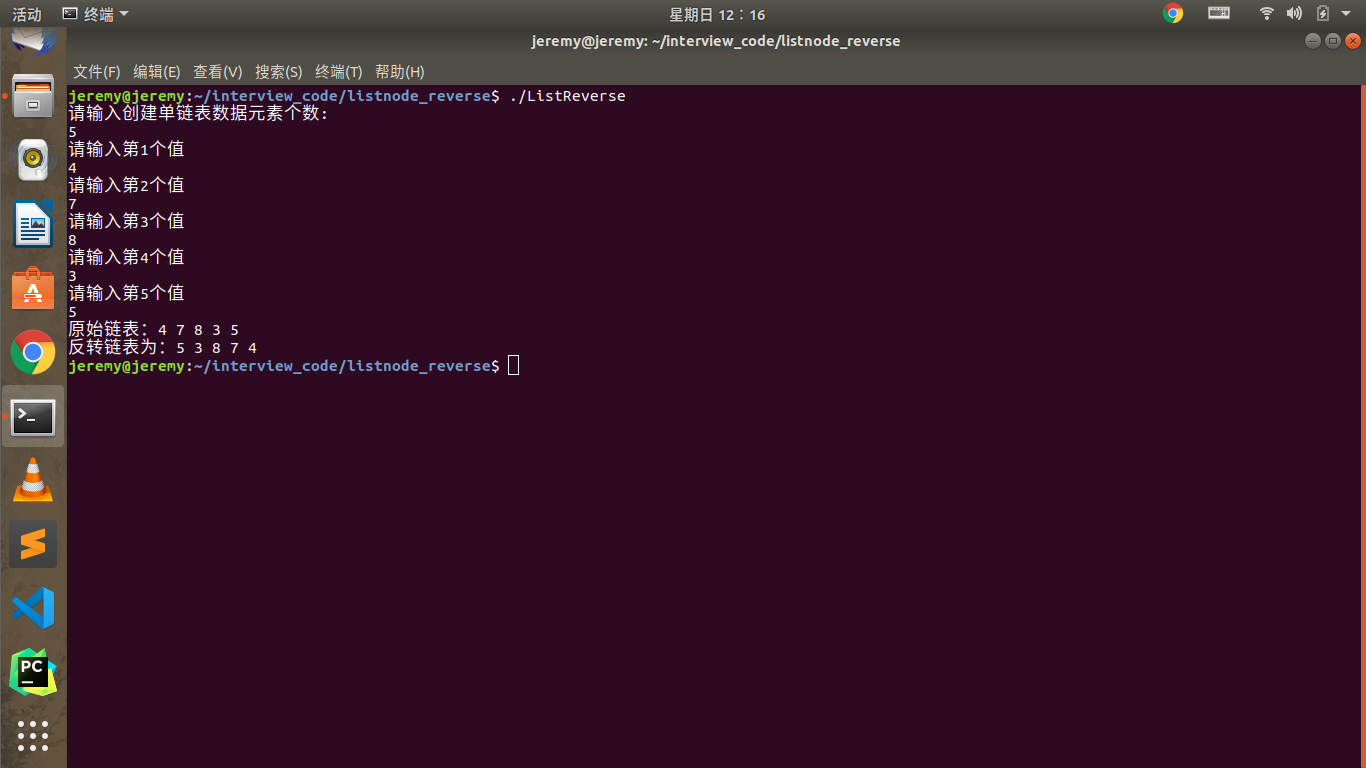 活动 终端 星期日 12：16
jeremy@jeremy: ~/interview_code/listnode_reverse
文件(F) 编辑(E) 查看(V) 搜索(S) 终端(T) 帮助(H)
jeremy@jeremy:~/interview_code/listnode_reverse$ ./ListReverse
请输入创建单链表数据元素个数:
5
请输入第1个值
4
请输入第2个值
7
请输入第3个值
8
请输入第4个值
3
请输入第5个值
5
原始链表: 4 7 8 3 5
反转链表为: 5 3 8 7 4
jeremy@jeremy:~/interview_code/listnode_reverse$
PC